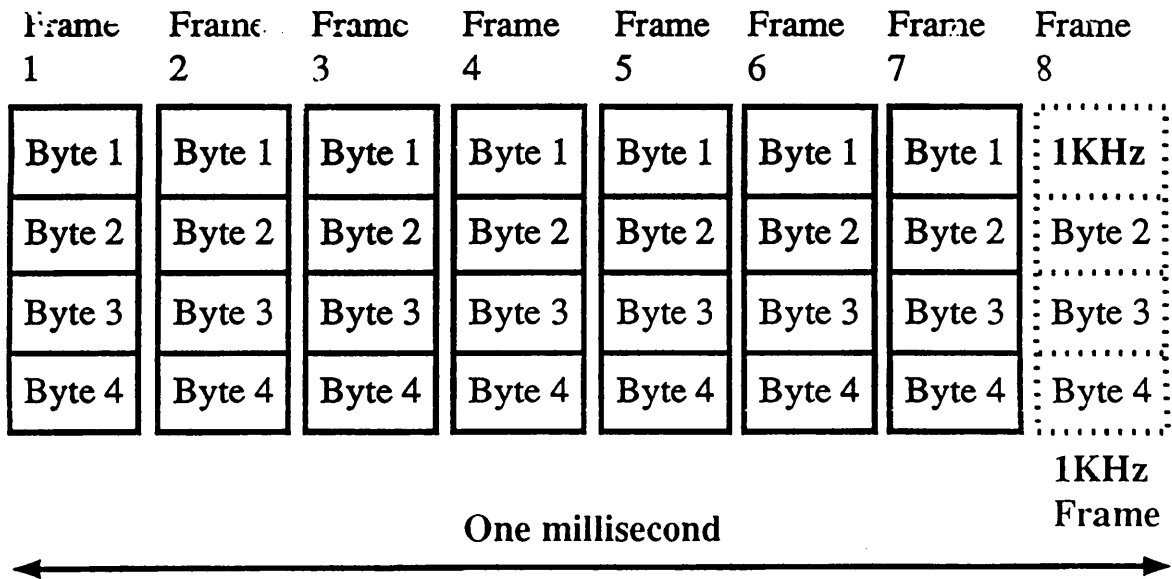 Frame Frame Frame Frame Frame Frame Frame Frame
1 2 3 4 5 6 7 8
Byte 1 Byte 1 Byte 1 Byte 1 Byte 1 Byte 1 Byte 1 1KHz
Byte 2 Byte 2 Byte 2 Byte 2 Byte 2 Byte 2 Byte 2 Byte 2
Byte 3 Byte 3 Byte 3 Byte 3 Byte 3 Byte 3 Byte 3 Byte 3
Byte 4 Byte 4 Byte 4 Byte 4 Byte 4 Byte 4 Byte 4 Byte 4
1KHz
Frame
One millisecond